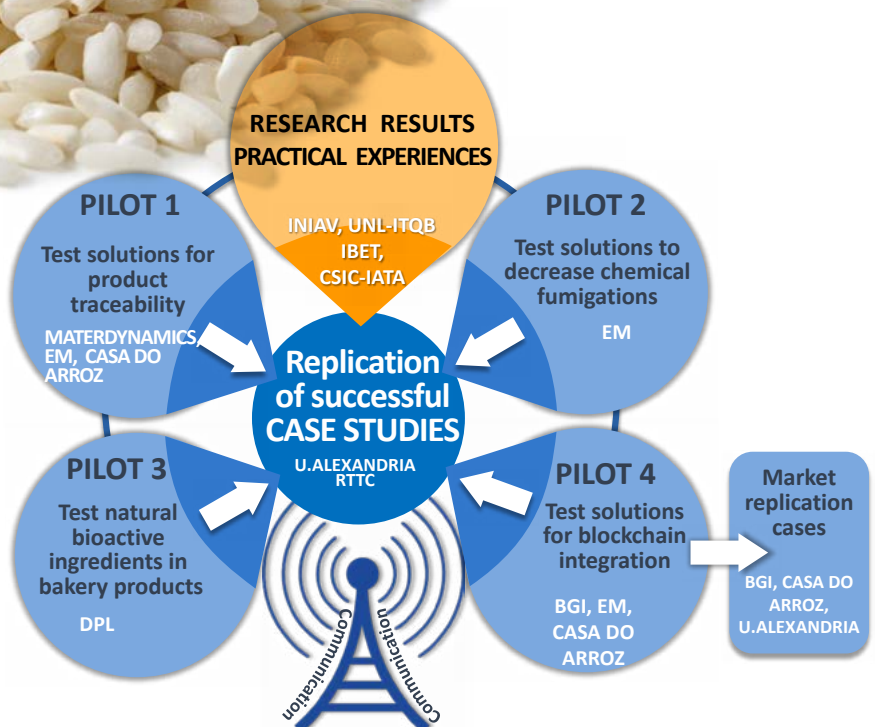 RESEARCH RESULTS
PRACTICAL EXPERIENCES
INIAV, UNL-ITQB
IBET,
CSIC-IATA
PILOT 1
Test solutions for
product
traceability
MATERDYNAMICS,
EM, CASA DO
ARROZ
PILOT 2
Test solutions to
decrease chemical
fumigations
EM
Replication
of successful
CASE STUDIES
U.ALEXANDRIA
RTTC
PILOT 3
Test natural
bioactive
ingredients in
bakery products
DPL
PILOT 4
Test solutions
for blockchain
integration
BGI, EM,
CASA DO
ARROZ
Market
replication
cases
BGI, CASA DO
ARROZ,
U.ALEXANDRIA
Communication
Communication